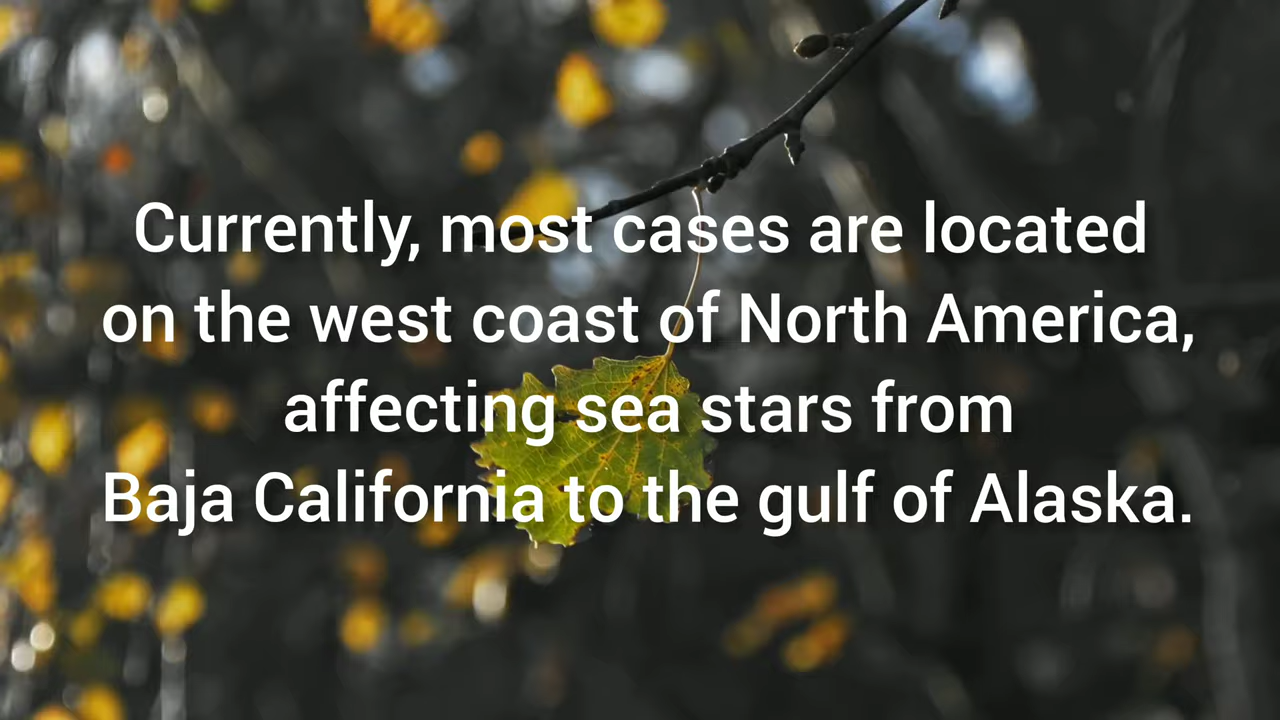 Currently, most cases are located
on the west coast of North America,
affecting sea stars from
Baja California to the gulf of Alaska.